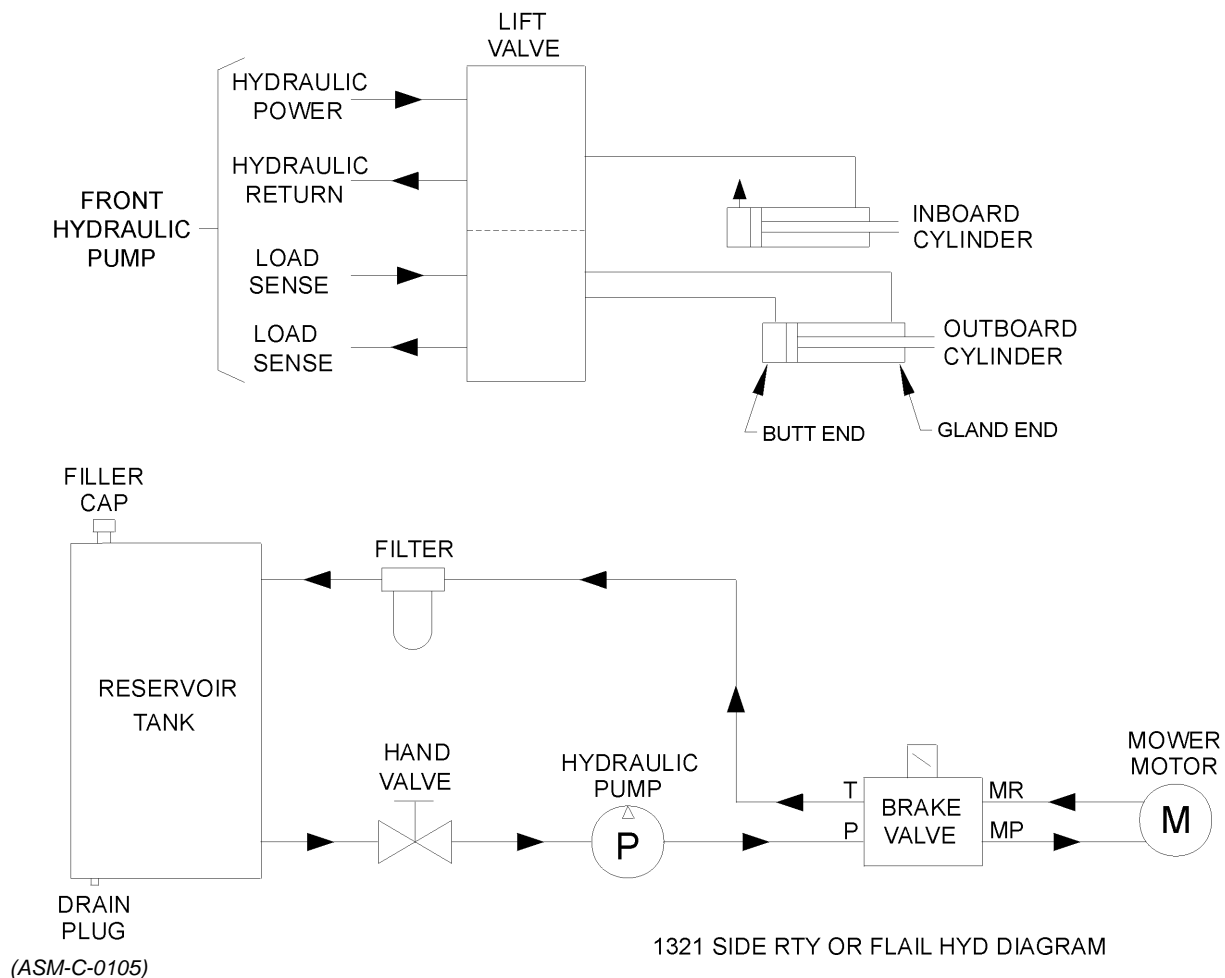 LIFT
VALVE
HYDRAULIC
POWER
HYDRAULIC
RETURN
FRONT
HYDRAULIC
PUMP
LOAD
SENSE
LOAD
SENSE
INBOARD
CYLINDER
OUTBOARD
CYLINDER
BUTT END
GLAND END
FILLER
CAP
FILTER
RESERVOIR
TANK
HAND
VALVE
HYDRAULIC
PUMP
P
T
P
BRAKE
VALVE
MR
MP
MOWER
MOTOR
M
DRAIN
PLUG
1321 SIDE RTY OR FLAIL HYD DIAGRAM
(ASM-C-0105)